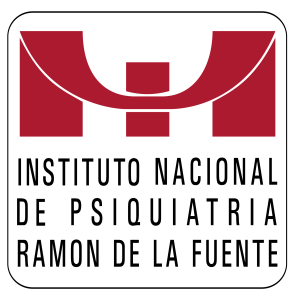 INSTITUTO NACIONAL
DE PSIQUIATRIA
RAMON DE LA FUENTE